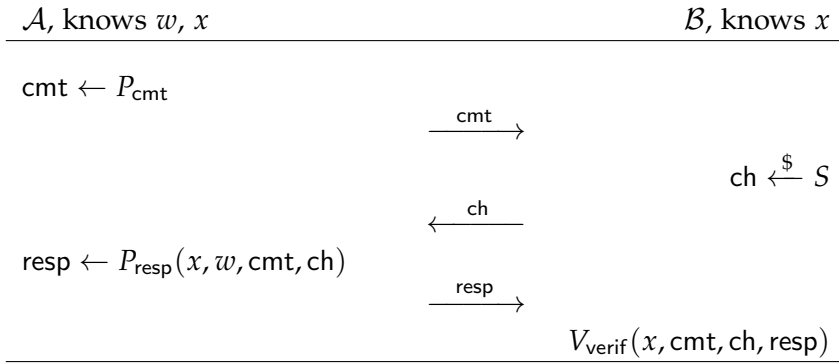 𝒜, knows w, x ℬ, knows x
cmt ← P_cmt
cmt
ch ←$ S
ch
resp ← P_resp(x, w, cmt, ch)
resp
V_verif(x, cmt, ch, resp)